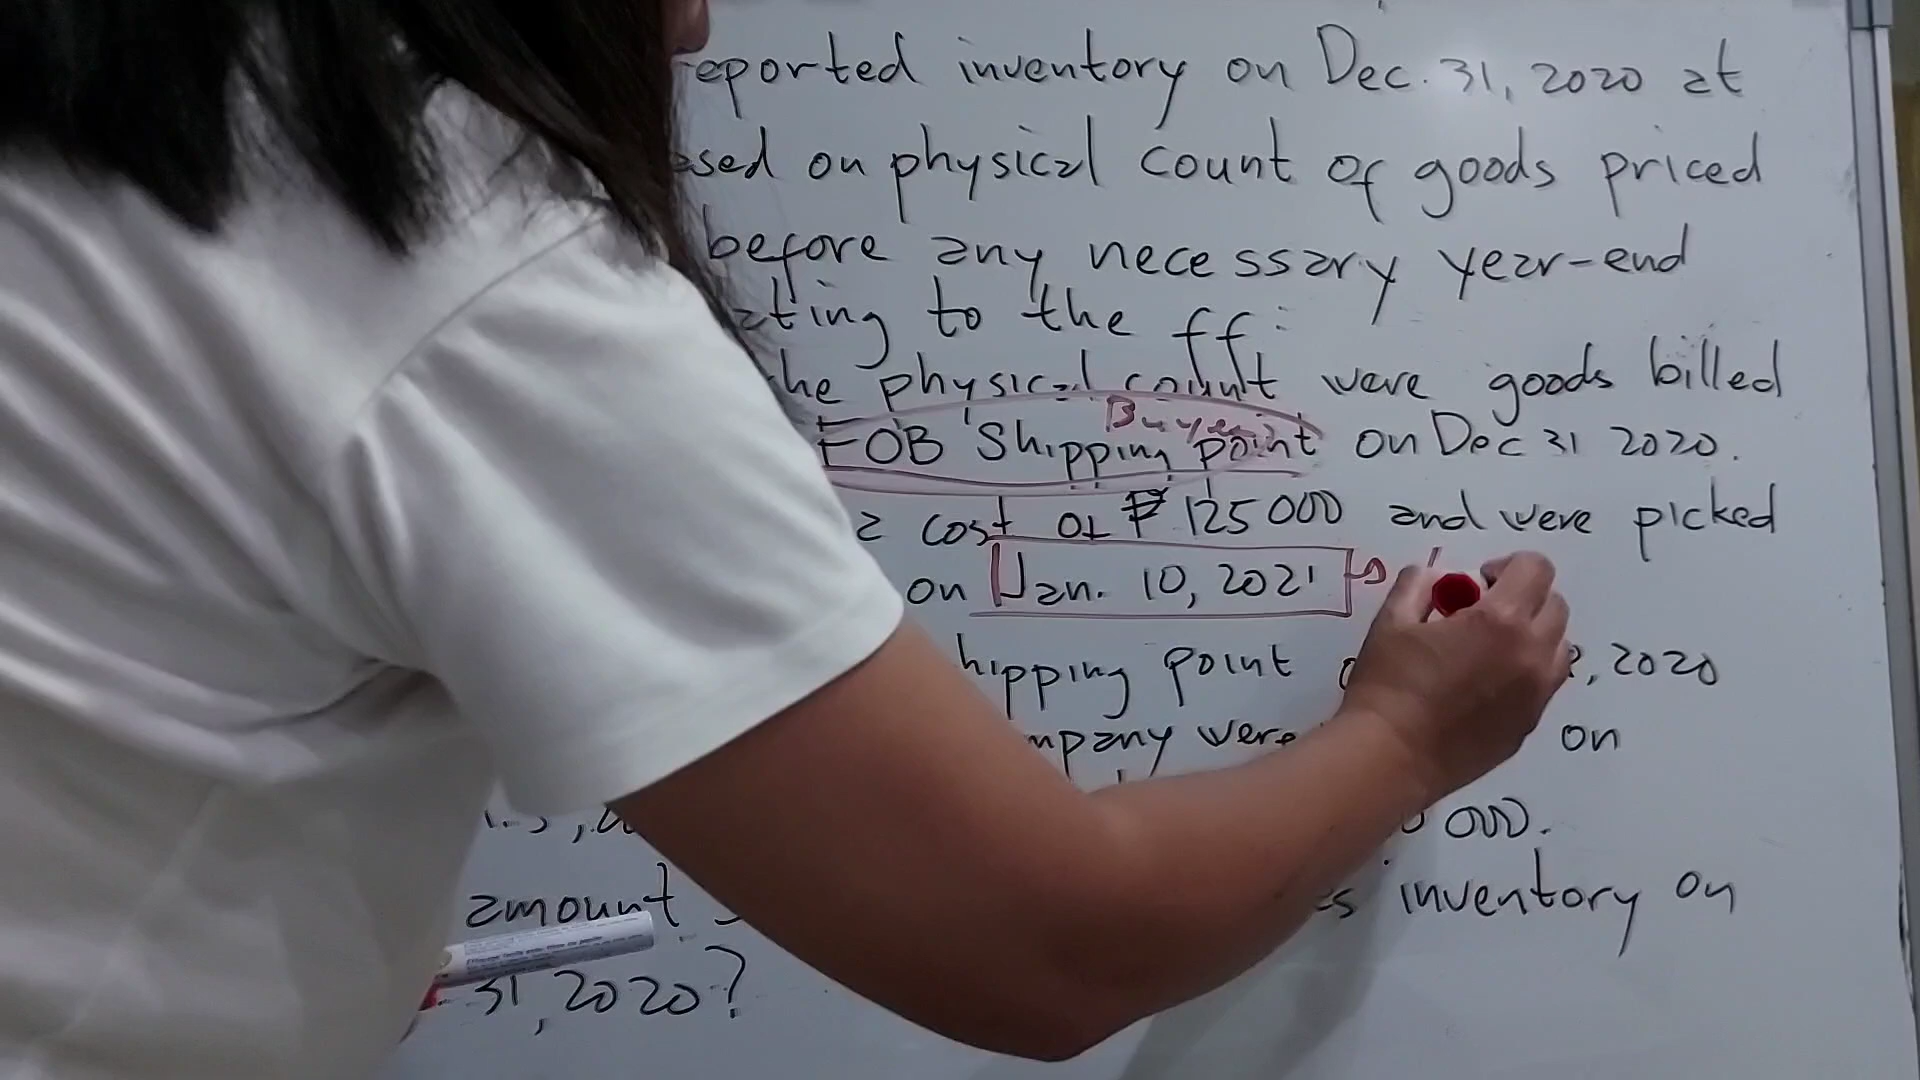 eported inventory on Dec. 31, 2020 at
sed on physical count of goods priced
before any necessary year-end
ating to the ff:
he physical count were goods billed
Buyer
FOB Shipping point on Dec 31 2020.
a cost of ₱ 125 000 and were picked
on Jan. 10, 2021
hipping point 2020
mpany were on
000.
amount inventory on
31, 2020?